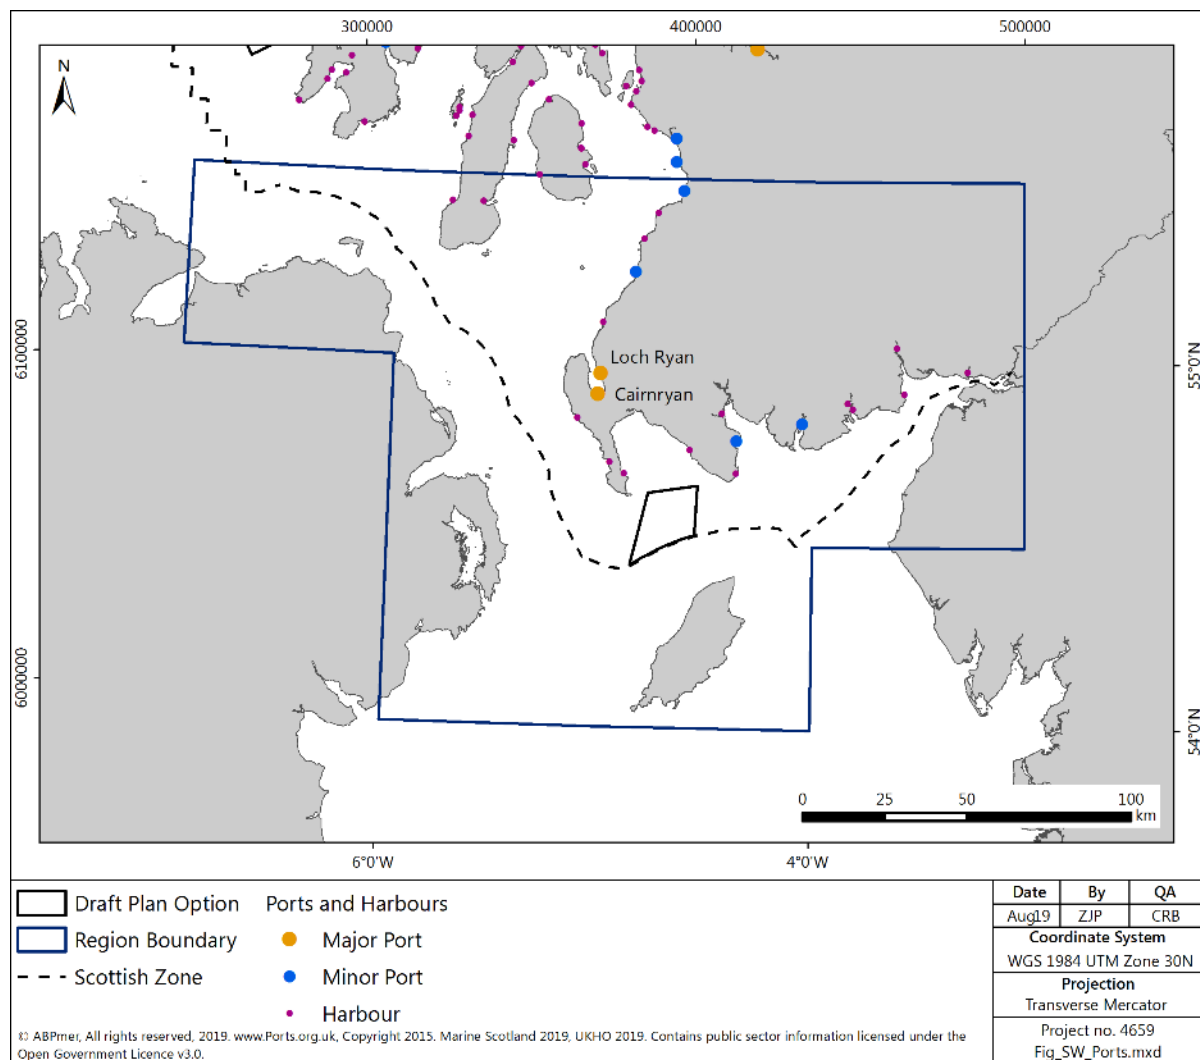 300000
400000
500000
N
6100000
6000000
Loch Ryan
Cairnryan
55°0'N
54°0'N
0 25 50 100
km
6°0'W
4°0'W
Draft Plan Option
Region Boundary
Scottish Zone
Ports and Harbours
Major Port
Minor Port
Harbour
Date By QA
Aug19 ZJP CRB
Coordinate System
WGS 1984 UTM Zone 30N
Projection
Transverse Mercator
Project no. 4659
Fig_SW_Ports.mxd
© ABPmer, All rights reserved, 2019. www.Ports.org.uk, Copyright 2015. Marine Scotland 2019, UKHO 2019. Contains public sector information licensed under the
Open Government Licence v3.0.